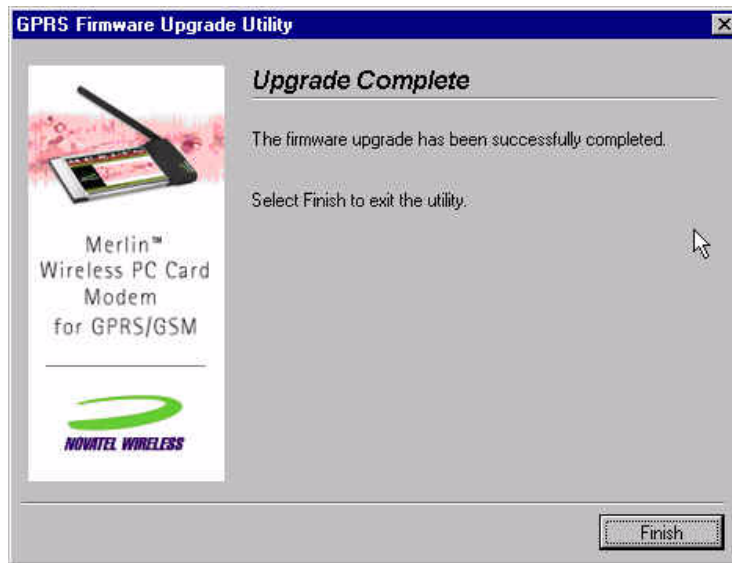 GPRS Firmware Upgrade Utility
Upgrade Complete
The firmware upgrade has been successfully completed.
Select Finish to exit the utility.
Merlin™
Wireless PC Card
Modem
for GPRS/GSM
NOVATEL WIRELESS
Finish